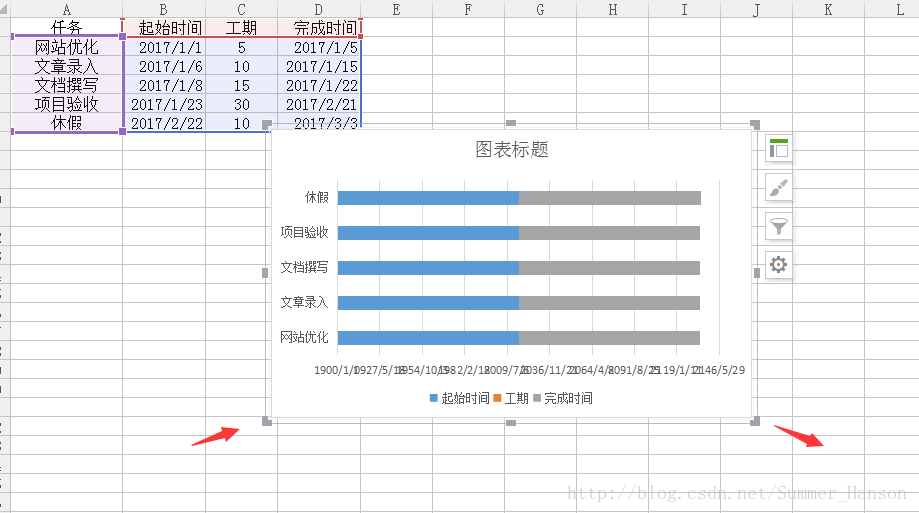 A B C D E F G H I J K L
任务 起始时间 工期 完成时间
网站优化 2017/1/1 5 2017/1/5
文章录入 2017/1/6 10 2017/1/15
文档撰写 2017/1/8 15 2017/1/22
项目验收 2017/1/23 30 2017/2/21
休假 2017/2/22 10 2017/3/3
图表标题
休假
项目验收
文档撰写
文章录入
网站优化
1900/1/0 1927/5/18 1954/10/3 1982/2/18 2009/7/6 2036/11/21 2064/4/8 2091/8/25 2119/1/11 2146/5/29
起始时间 工期 完成时间
http://blog.csdn.net/Summer_Hanson